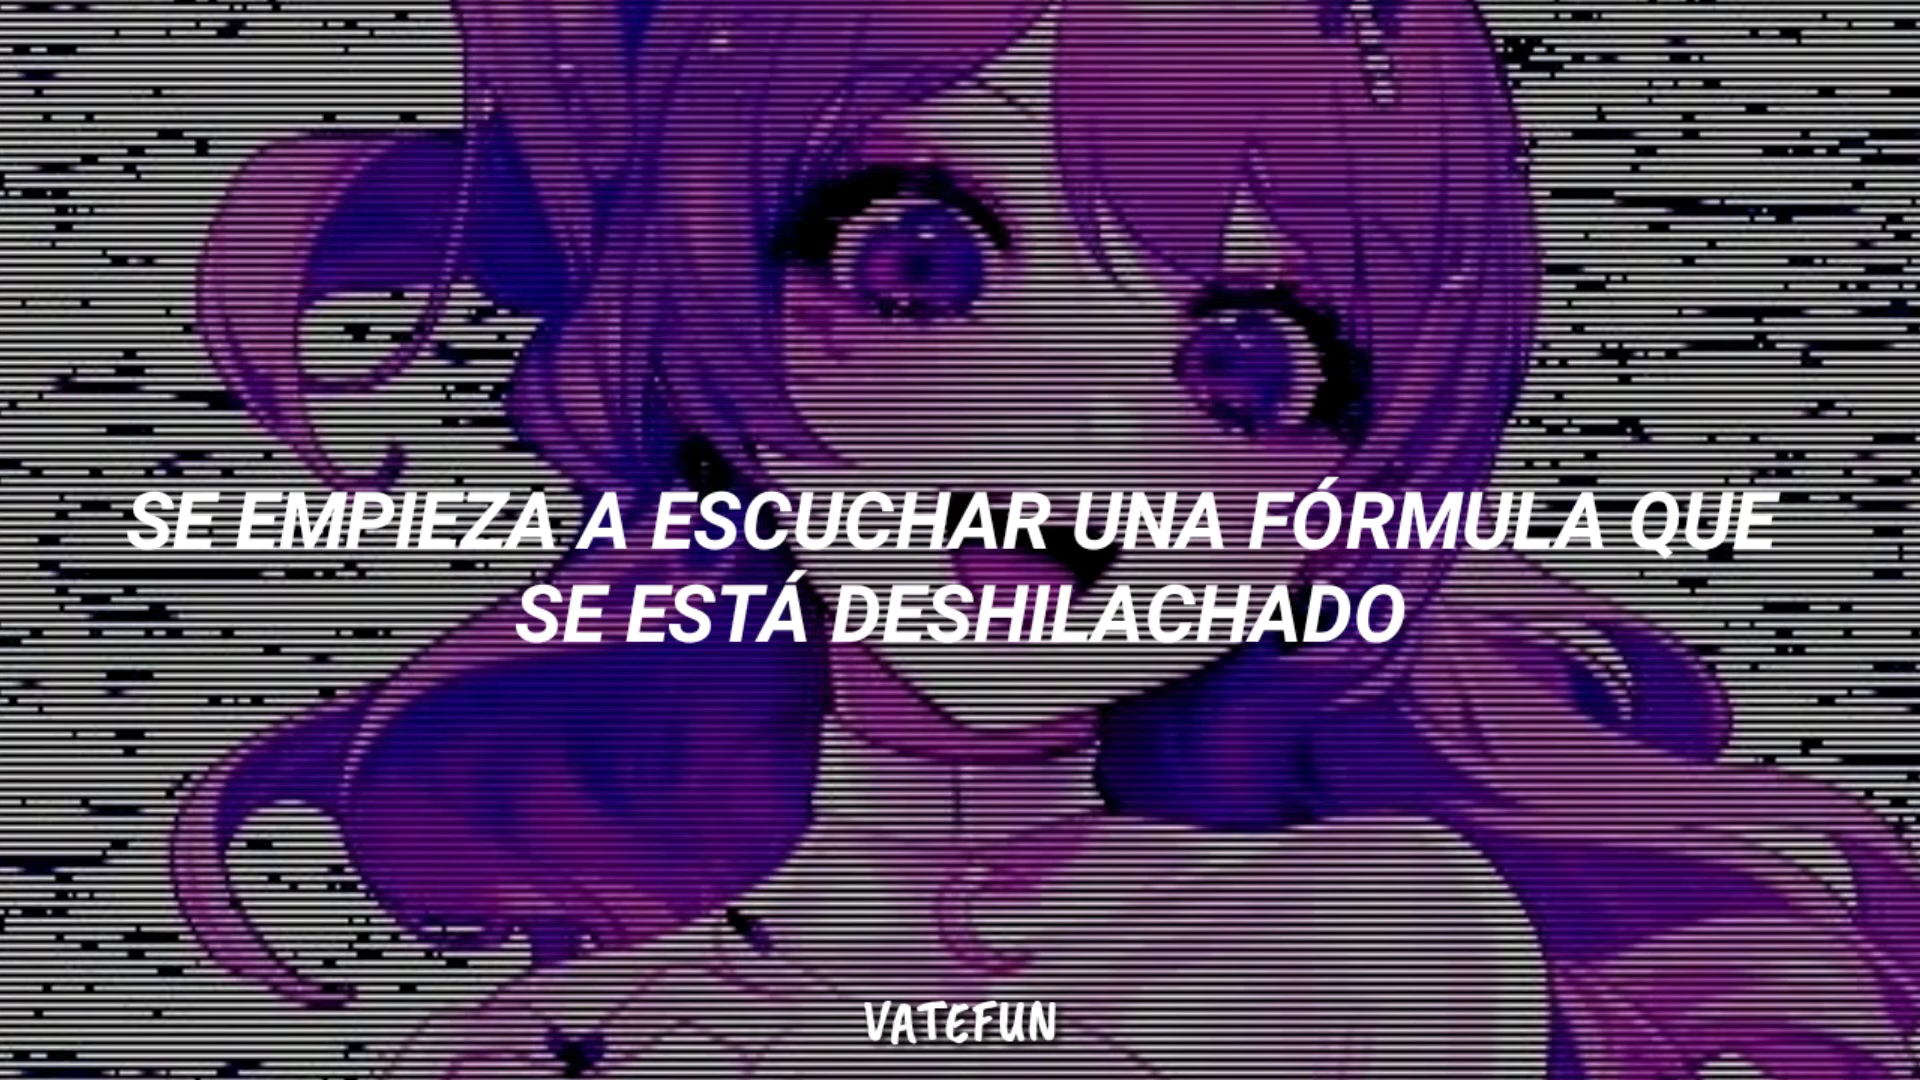 SE EMPIEZA A ESCUCHAR UNA FÓRMULA QUE
SE ESTÁ DESHILACHADO
VATEFUN